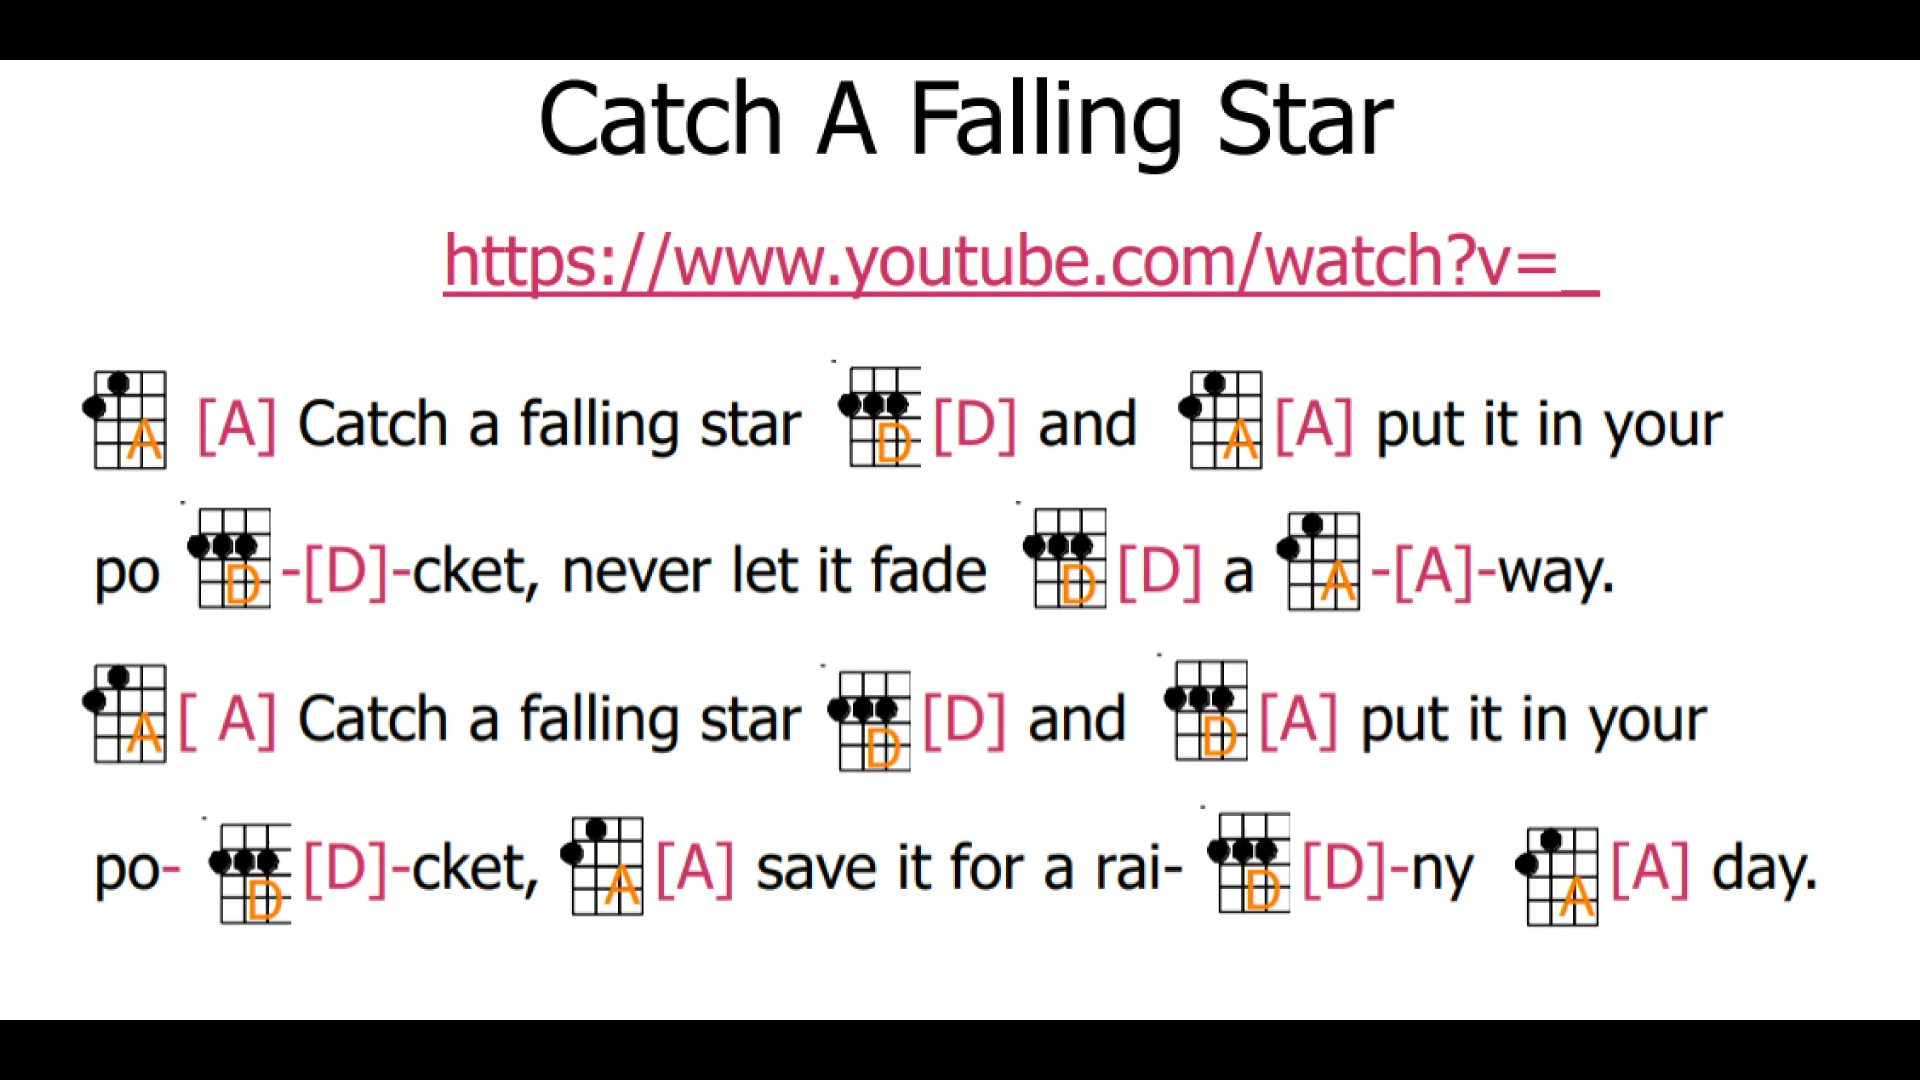 Catch A Falling Star
https://www.youtube.com/watch?v=_
A [A] Catch a falling star D [D] and A [A] put it in your
po D -[D]-cket, never let it fade D [D] a A -[A]-way.
A [ A] Catch a falling star D [D] and D [A] put it in your
po- D [D]-cket, A [A] save it for a rai- D [D]-ny A [A] day.